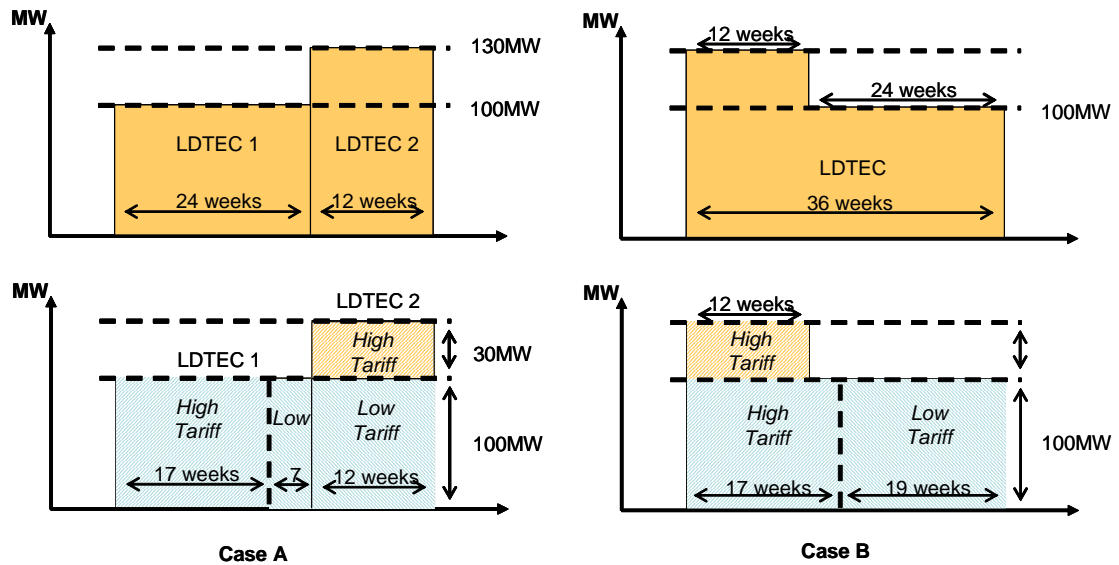 MW
130MW
100MW
LDTEC 1
LDTEC 2
24 weeks
12 weeks
MW
12 weeks
24 weeks
100MW
LDTEC
36 weeks
MW
LDTEC 2
High
Tariff
30MW
LDTEC 1
High
Tariff
Low
Low
Tariff
100MW
17 weeks
7
12 weeks
Case A
MW
12 weeks
High
Tariff
High
Tariff
Low
Tariff
100MW
17 weeks
19 weeks
Case B